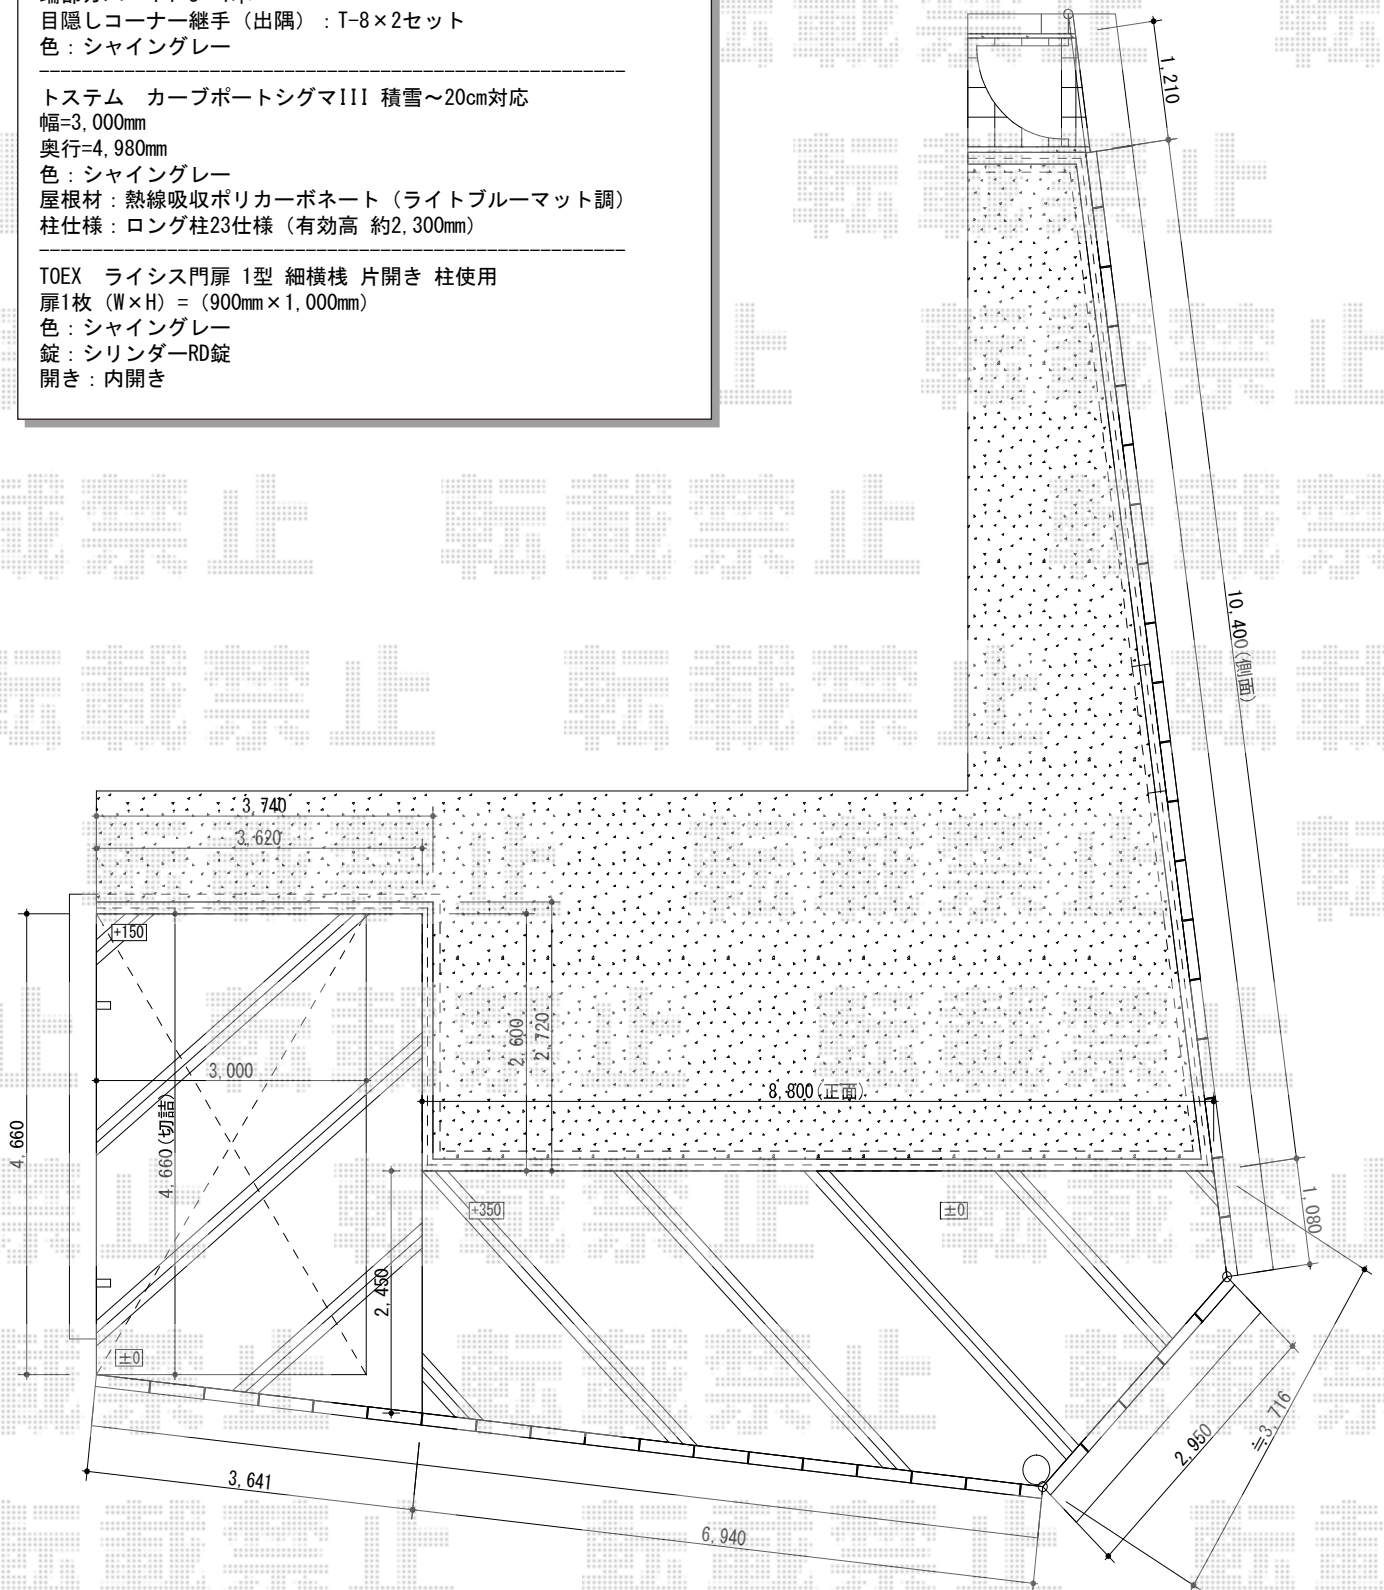 目隠しコーナー継手（出隅）：T-8×2セット
色：シャイングレー
トステム　カーブポートシグマIII 積雪～20cm対応
幅=3,000mm
奥行=4,980mm
色：シャイングレー
屋根材：熱線吸収ポリカーボネート（ライトブルーマット調）
柱仕様：ロング柱23仕様（有効高 約2,300mm）
TOEX　ライシス門扉 1型 細横桟 片開き 柱使用
扉1枚（W×H）=（900mm×1,000mm）
色：シャイングレー
錠：シリンダーRD錠
開き：内開き
1,210
10,400(側面)
3,740
3,620
+150
2,600
2,720
3,000
8,800(正面)
4,660
4,660(切詰)
+350
±0
1,080
2,450
±0
2,950
≒3,716
3,641
6,940
転載禁止